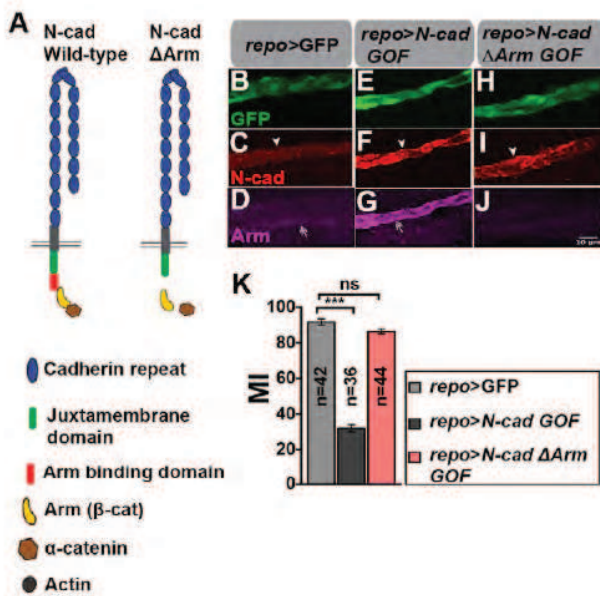 A
N-cad
Wild-type
N-cad
ΔArm
Cadherin repeat
Juxtamembrane
domain
Arm binding domain
Arm (β-cat)
α-catenin
Actin
repo>GFP
repo>N-cad
GOF
repo>N-cad
ΔArm GOF
B
GFP
E
H
C
N-cad
F
I
D
Arm
G
J
10 μm
K
ns
***
MI
100
80
60
40
20
0
n=42
n=36
n=44
repo>GFP
repo>N-cad GOF
repo>N-cad ΔArm
GOF